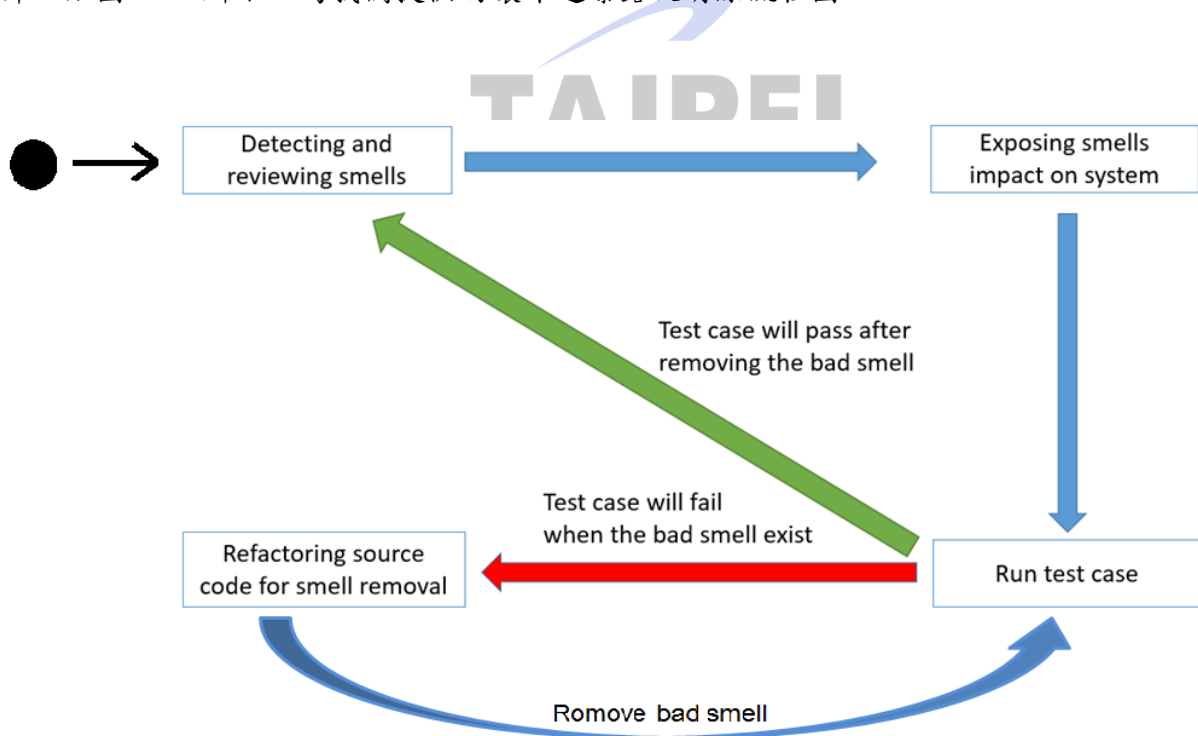 TAIPEI
Detecting and
reviewing smells
Exposing smells
impact on system
Test case will pass after
removing the bad smell
Test case will fail
when the bad smell exist
Refactoring source
code for smell removal
Run test case
Romove bad smell